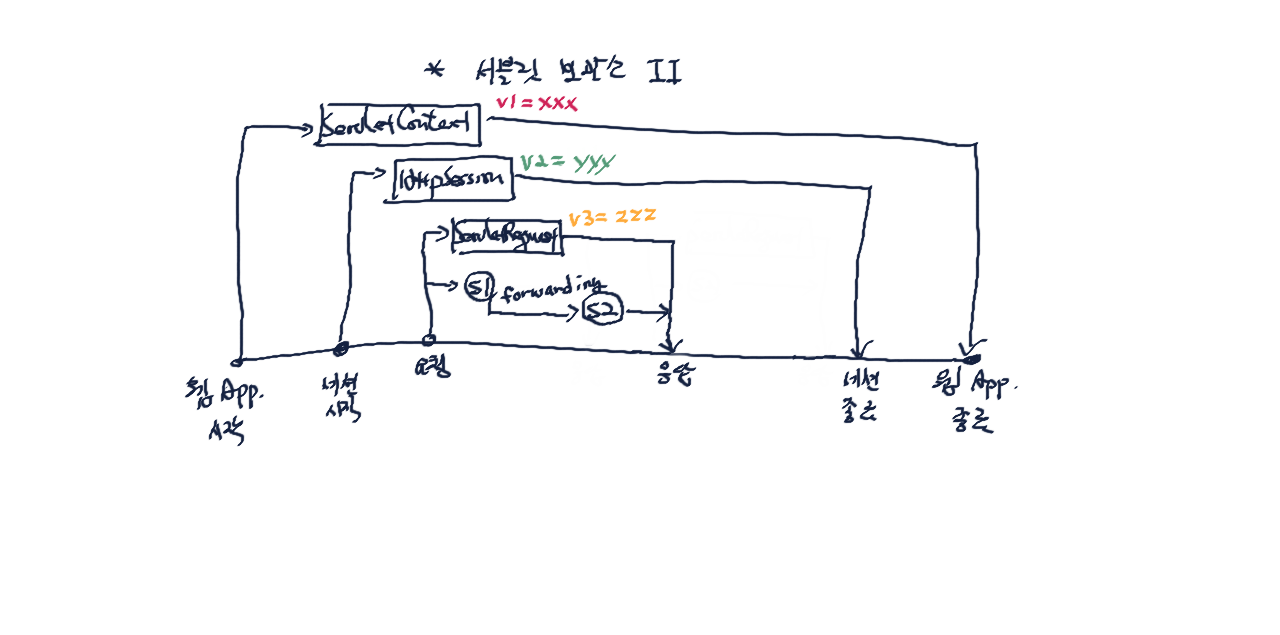 * 서블릿 보관소 II
ServletContext
v1 = xxx
HttpSession
v2 = yyy
ServletRequest
v3 = zzz
S1
forwarding
S2
웹 App.
시작
세션
시작
요청
응답
세션
종료
웹 App.
종료